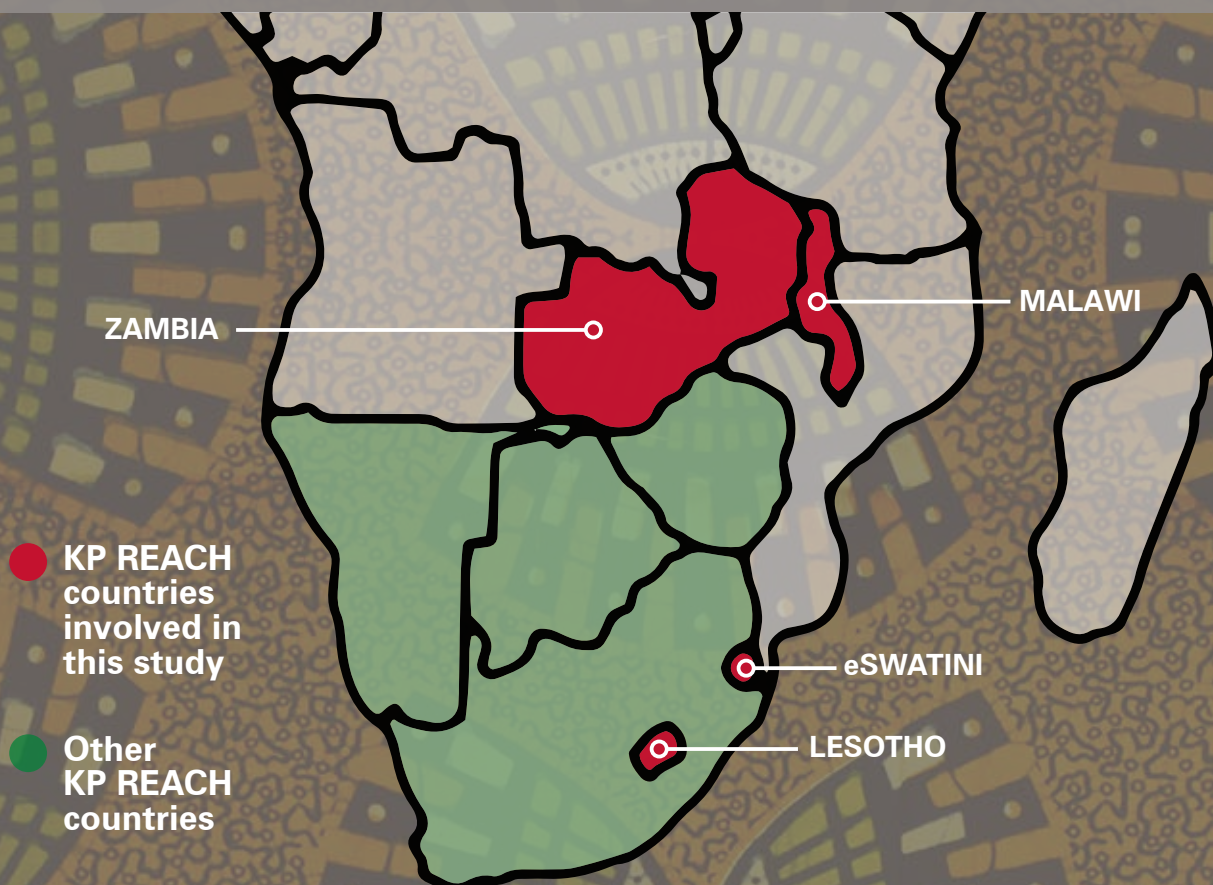 MALAWI
ZAMBIA
KP REACH
countries
involved in
this study
eSWATINI
Other
KP REACH
countries
LESOTHO